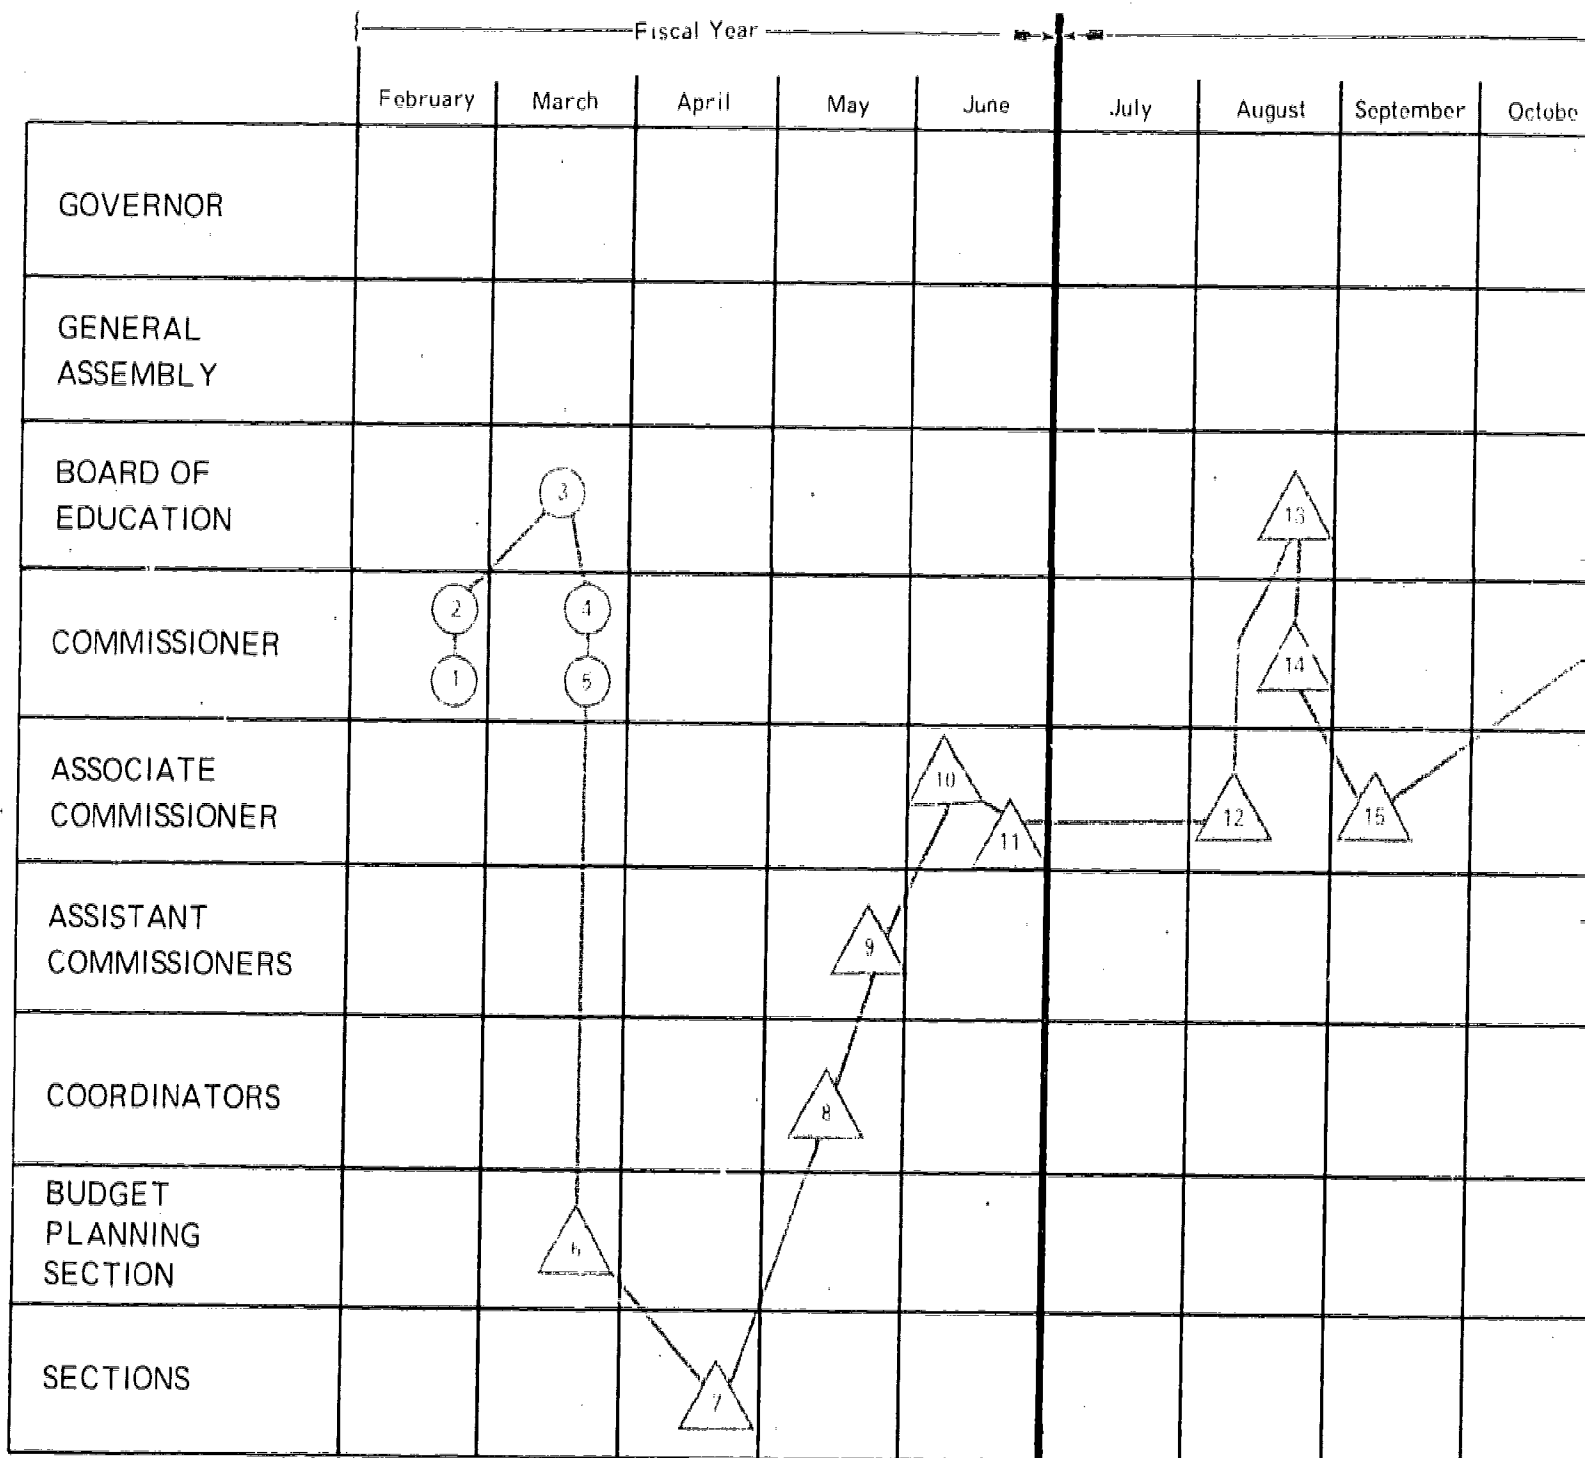 Fiscal Year
February March April May June July August September Octobe
GOVERNOR
GENERAL
ASSEMBLY
BOARD OF
EDUCATION
3
13
COMMISSIONER
2
4
1
5
14
ASSOCIATE
COMMISSIONER
10
11
12
15
ASSISTANT
COMMISSIONERS
9
COORDINATORS
8
BUDGET
PLANNING
SECTION
6
SECTIONS
7